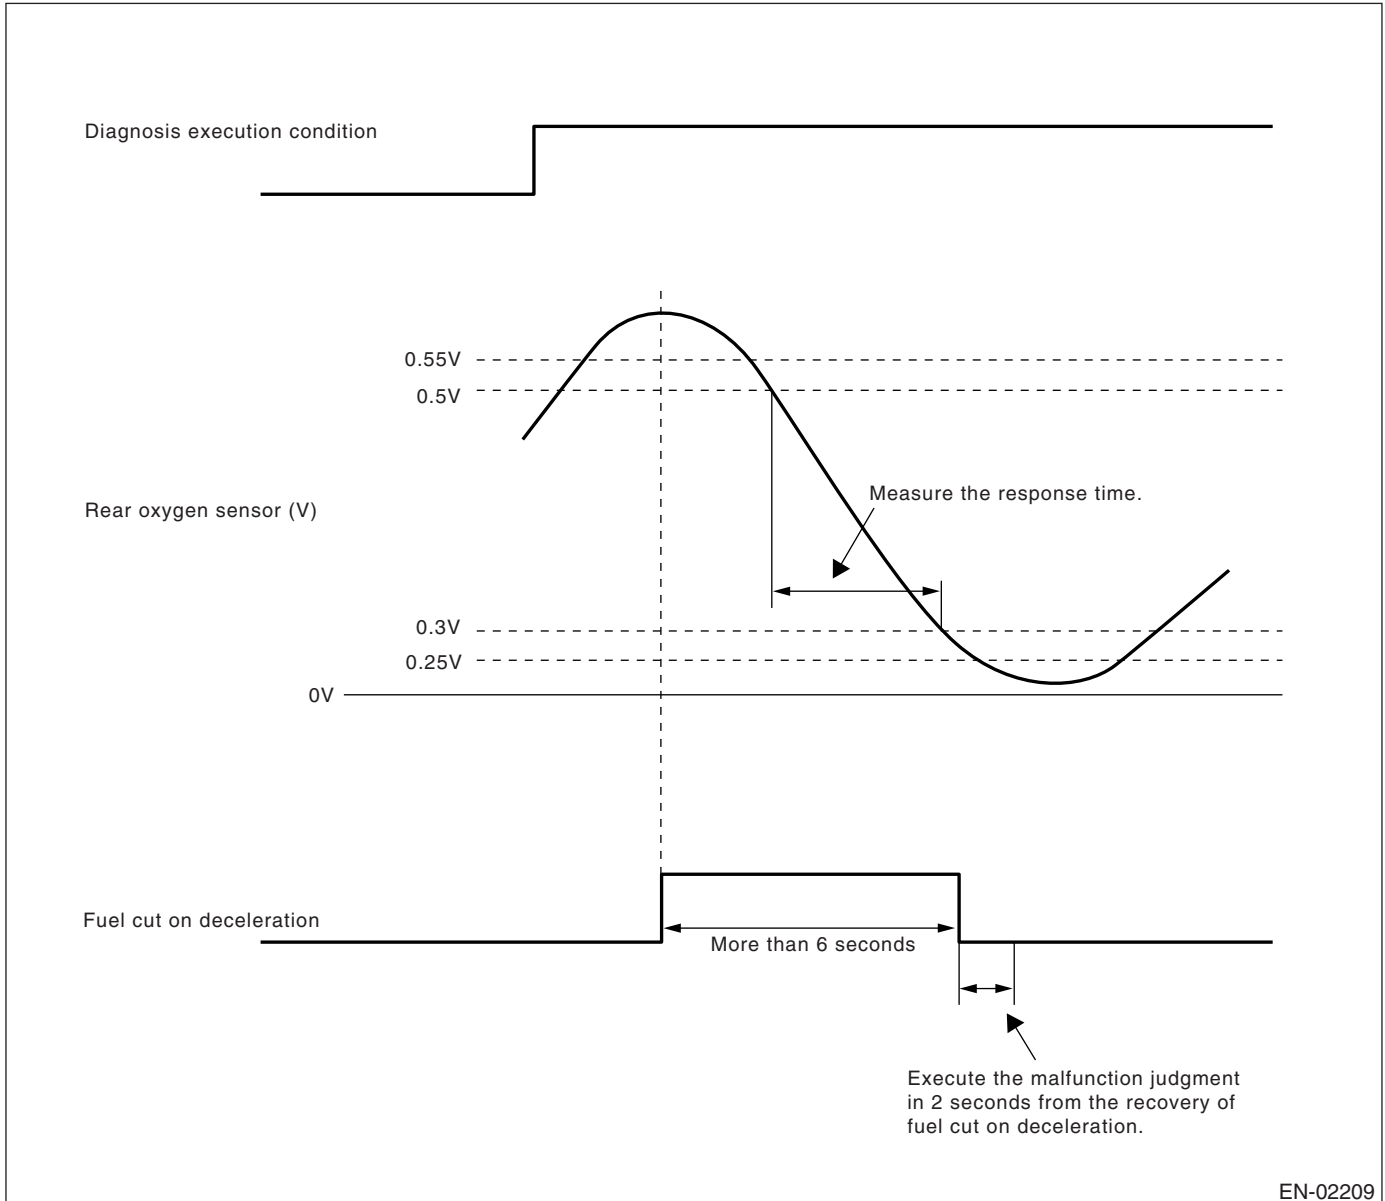 Diagnosis execution condition
0.55V
0.5V
Measure the response time.
Rear oxygen sensor (V)
0.3V
0.25V
0V
Fuel cut on deceleration
More than 6 seconds
Execute the malfunction judgment
in 2 seconds from the recovery of
fuel cut on deceleration.
EN-02209